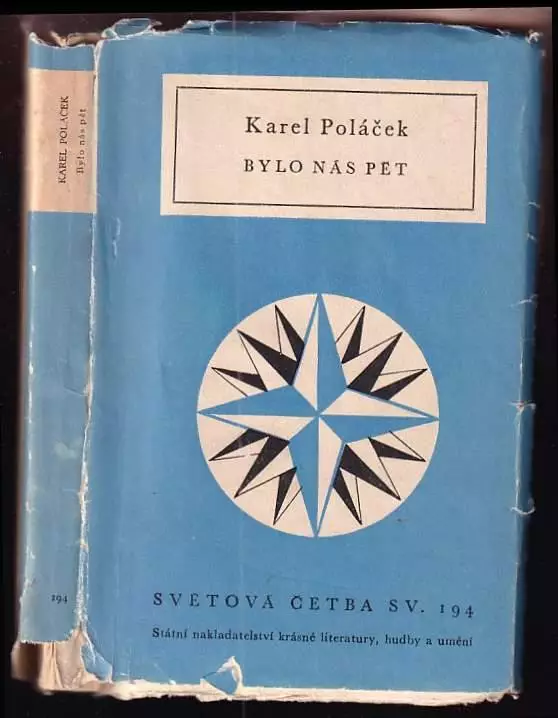 KAREL POLÁČEK
Bylo nás pět
194
Karel Poláček
BYLO NÁS PĚT
SVĚTOVÁ ČETBA SV. 194
Státní nakladatelství krásné literatury, hudby a umění